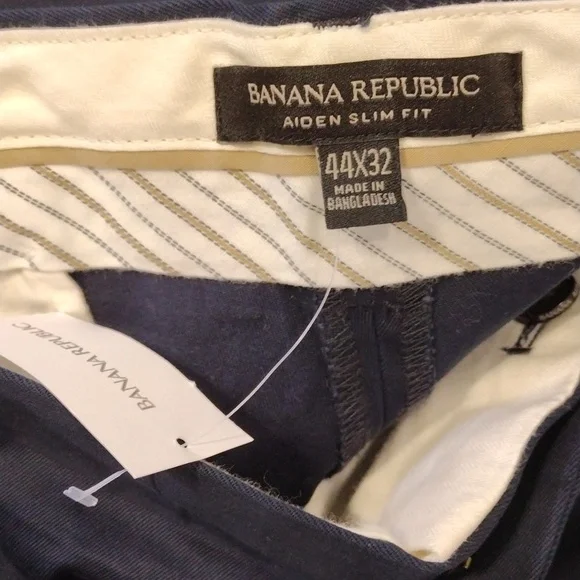 BANANA REPUBLIC
AIDEN SLIM FIT
44X32
MADE IN
BANGLADESH
BANANA REPUBLIC